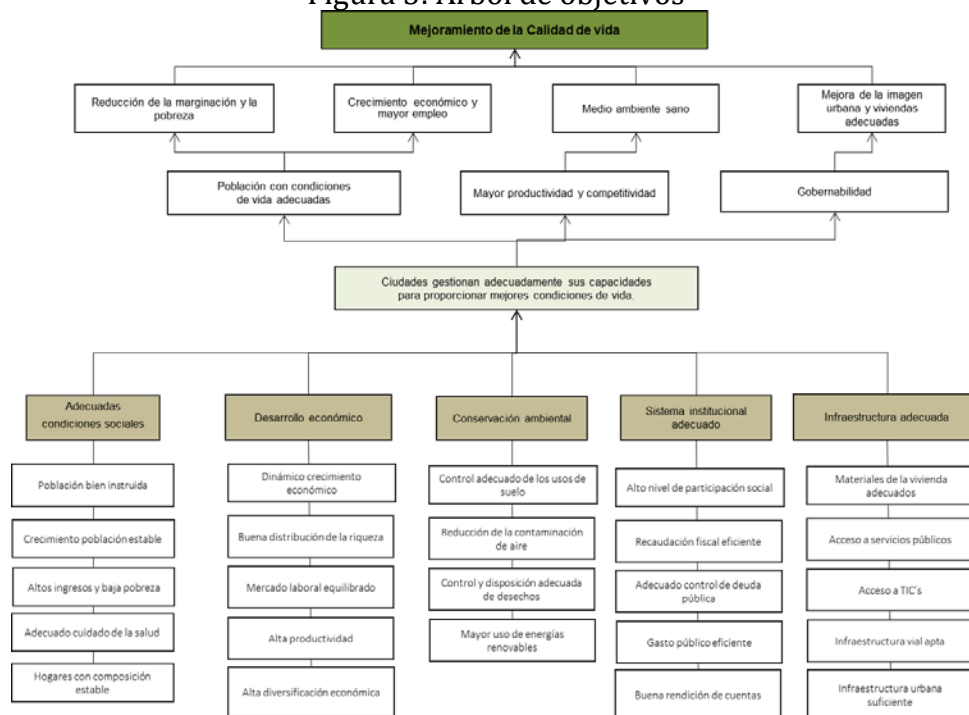 Figura 3. Árbol de objetivos
Mejoramiento de la Calidad de vida
Reducción de la marginación y la
pobreza
Crecimiento económico y
mayor empleo
Medio ambiente sano
Mejora de la imagen
urbana y viviendas
adecuadas
Población con condiciones
de vida adecuadas
Mayor productividad y competitividad
Gobernabilidad
Ciudades gestionan adecuadamente sus capacidades
para proporcionar mejores condiciones de vida.
Adecuadas
condiciones sociales
Desarrollo económico
Conservación ambiental
Sistema institucional
adecuado
Infraestructura adecuada
Población bien instruida
Crecimiento población estable
Altos ingresos y baja pobreza
Adecuado cuidado de la salud
Hogares con composición
estable
Dinámico crecimiento
económico
Buena distribución de la riqueza
Mercado laboral equilibrado
Alta productividad
Alta diversificación económica
Control adecuado de los usos de
suelo
Reducción de la contaminación
de aire
Control y disposición adecuada
de desechos
Mayor uso de energías
renovables
Alto nivel de participación social
Recaudación fiscal eficiente
Adecuado control de deuda
pública
Gasto público eficiente
Buena rendición de cuentas
Materiales de la vivienda
adecuados
Acceso a servicios públicos
Acceso a TIC's
Infraestructura vial apta
Infraestructura urbana
suficiente